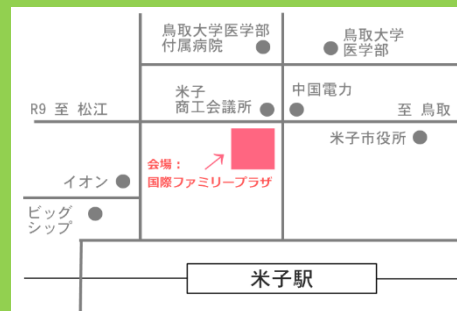 鳥取大学医学部
付属病院
鳥取大学
医学部
米子
商工会議所
中国電力
R9 至 松江
至 鳥取
米子市役所
会場：
国際ファミリープラザ
イオン
ビッグ
シップ
米子駅